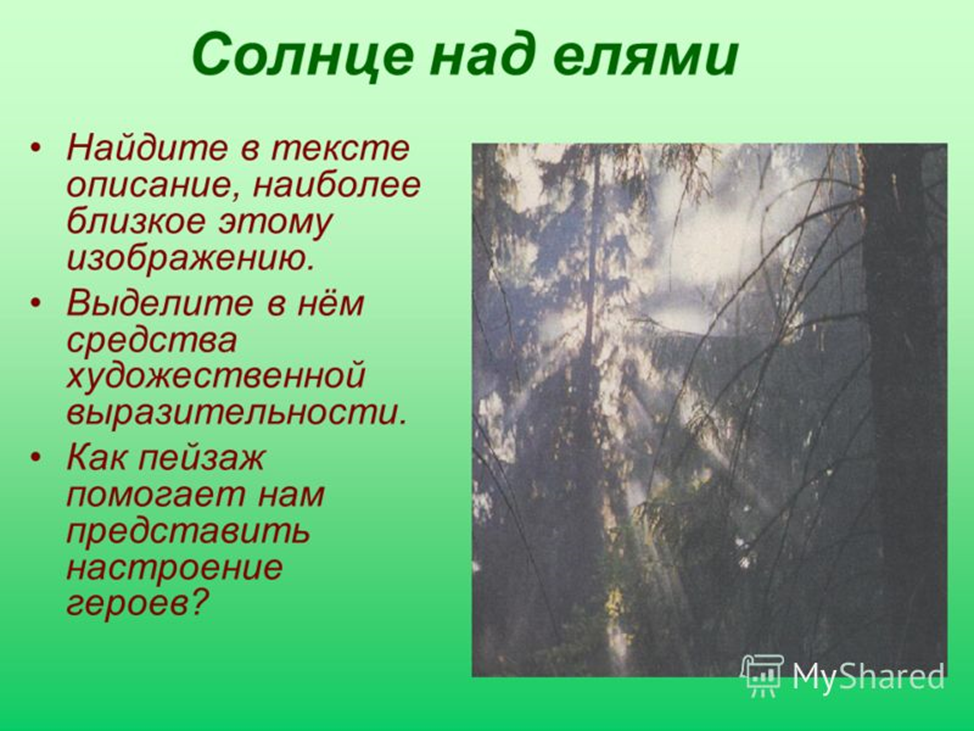 Солнце над елями
• Найдите в тексте
описание, наиболее
близкое этому
изображению.
• Выделите в нём
средства
художественной
выразительности.
• Как пейзаж
помогает нам
представить
настроение
героев?
MyShared